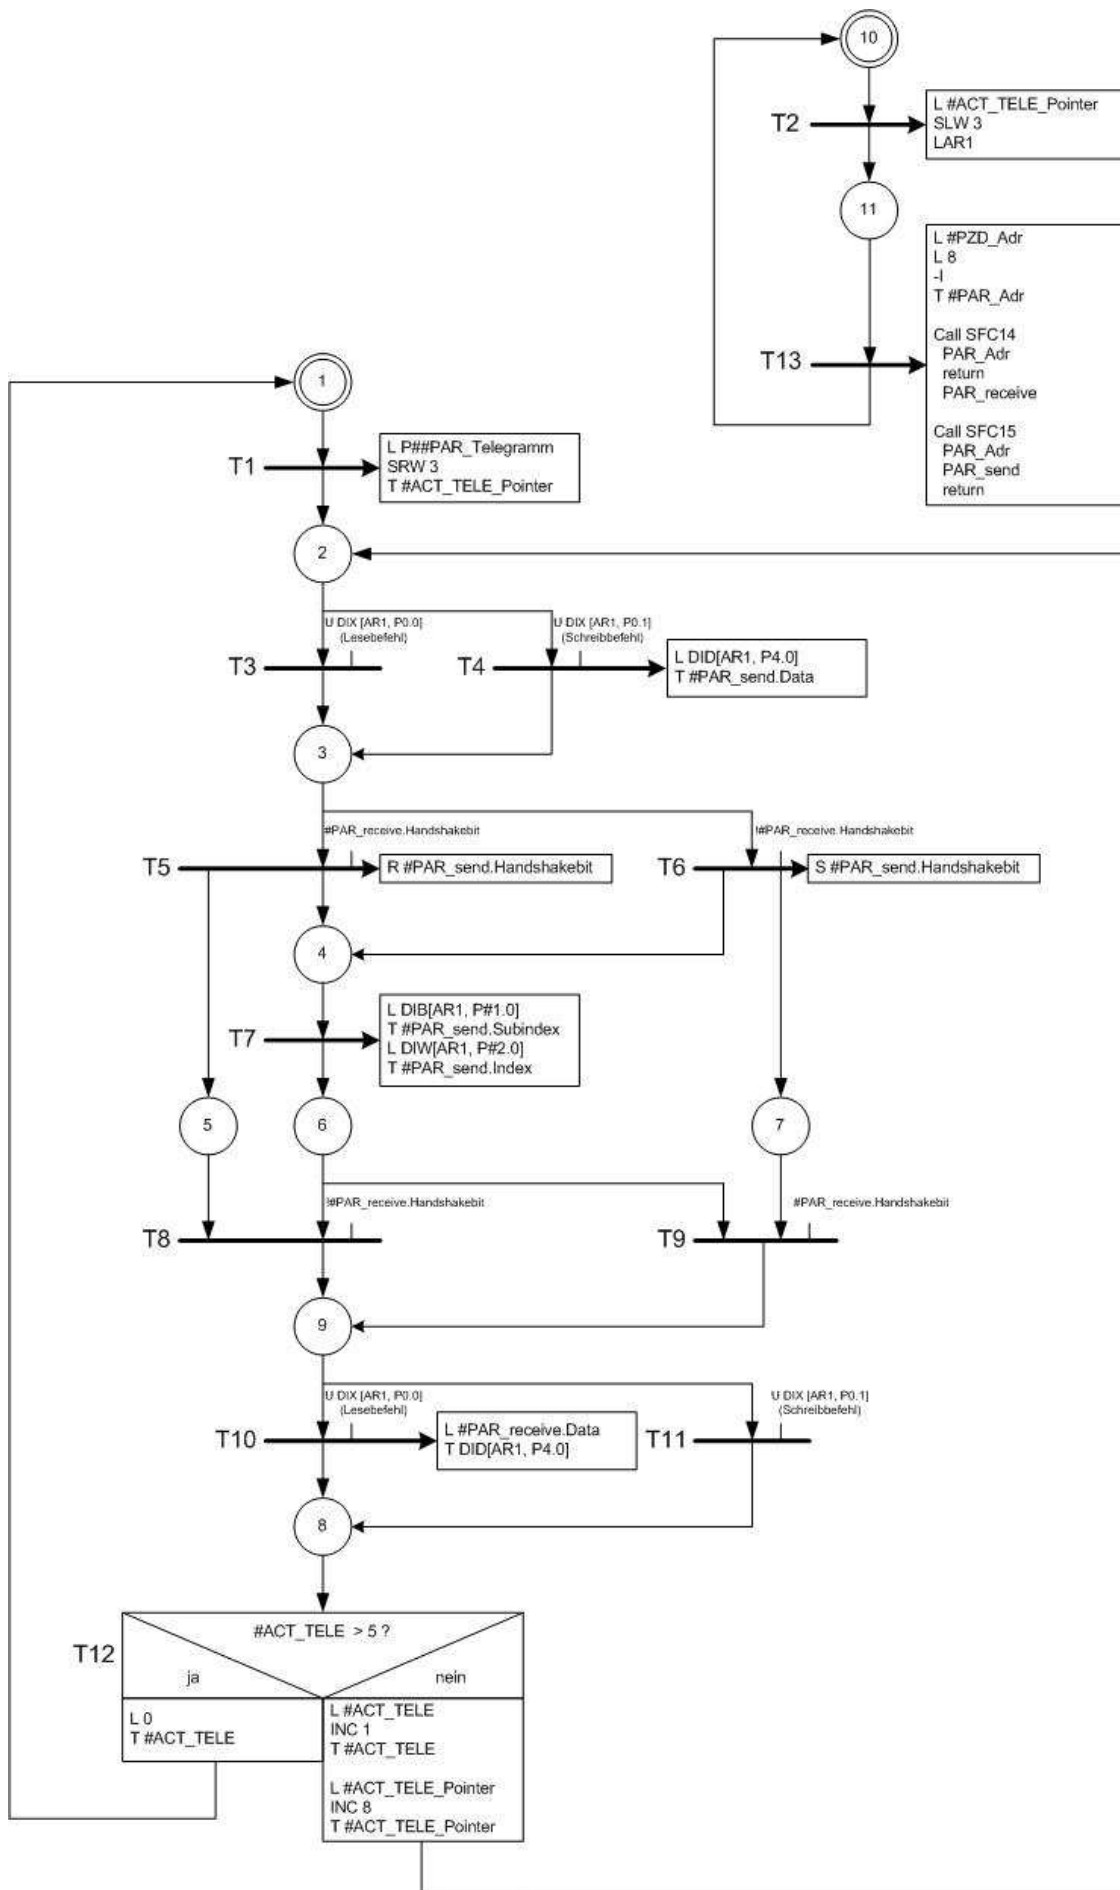 10
T2
L #ACT_TELE_Pointer
SLW 3
LAR1
11
T13
L #PZD_Adr
L 8
-I
T #PAR_Adr
Call SFC14
PAR_Adr
return
PAR_receive
Call SFC15
PAR_Adr
PAR_send
return
1
T1
L P##PAR_Telegramm
SRW 3
T #ACT_TELE_Pointer
2
U DIX [AR1, P0.0]
(Lesebefehl)
T3
U DIX [AR1, P0.1]
(Schreibbefehl)
T4
L DID[AR1, P4.0]
T #PAR_send.Data
3
#PAR_receive.Handshakebit
T5
R #PAR_send.Handshakebit
!#PAR_receive.Handshakebit
T6
S #PAR_send.Handshakebit
4
T7
L DIB[AR1, P#1.0]
T #PAR_send.Subindex
L DIW[AR1, P#2.0]
T #PAR_send.Index
5
6
7
!#PAR_receive.Handshakebit
T8
#PAR_receive.Handshakebit
T9
9
U DIX [AR1, P0.0]
(Lesebefehl)
T10
L #PAR_receive.Data
T DID[AR1, P4.0]
U DIX [AR1, P0.1]
(Schreibbefehl)
T11
8
T12
#ACT_TELE > 5 ?
ja
nein
L 0
T #ACT_TELE
L #ACT_TELE
INC 1
T #ACT_TELE
L #ACT_TELE_Pointer
INC 8
T #ACT_TELE_Pointer